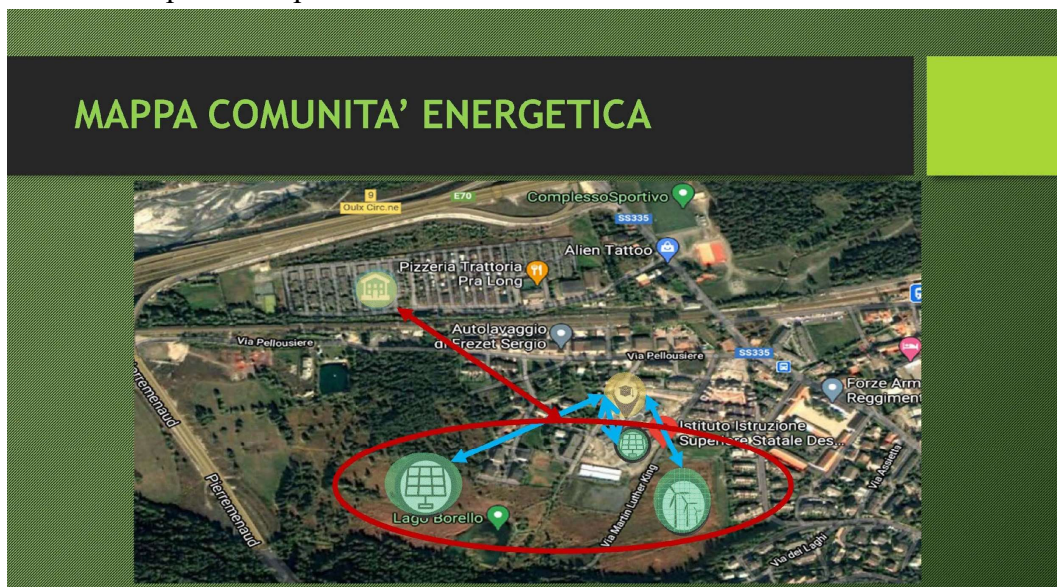 MAPPA COMUNITA’ ENERGETICA
9
Oulx Circ.ne
E70
ComplessoSportivo
SS335
Alien Tattoo
Pizzeria Trattoria
Pra Long
Autolavaggio
di Frezet Sergio
Via Pellousiere
Via Pellousiere
SS335
Pierremenaud
Forze Arm
Reggiment
Istituto Istruzione
Superiore Statale Des...
Via Assietta
Pierremenaud
Lago Borello
Via Martin Luther King
Via dei Laghi